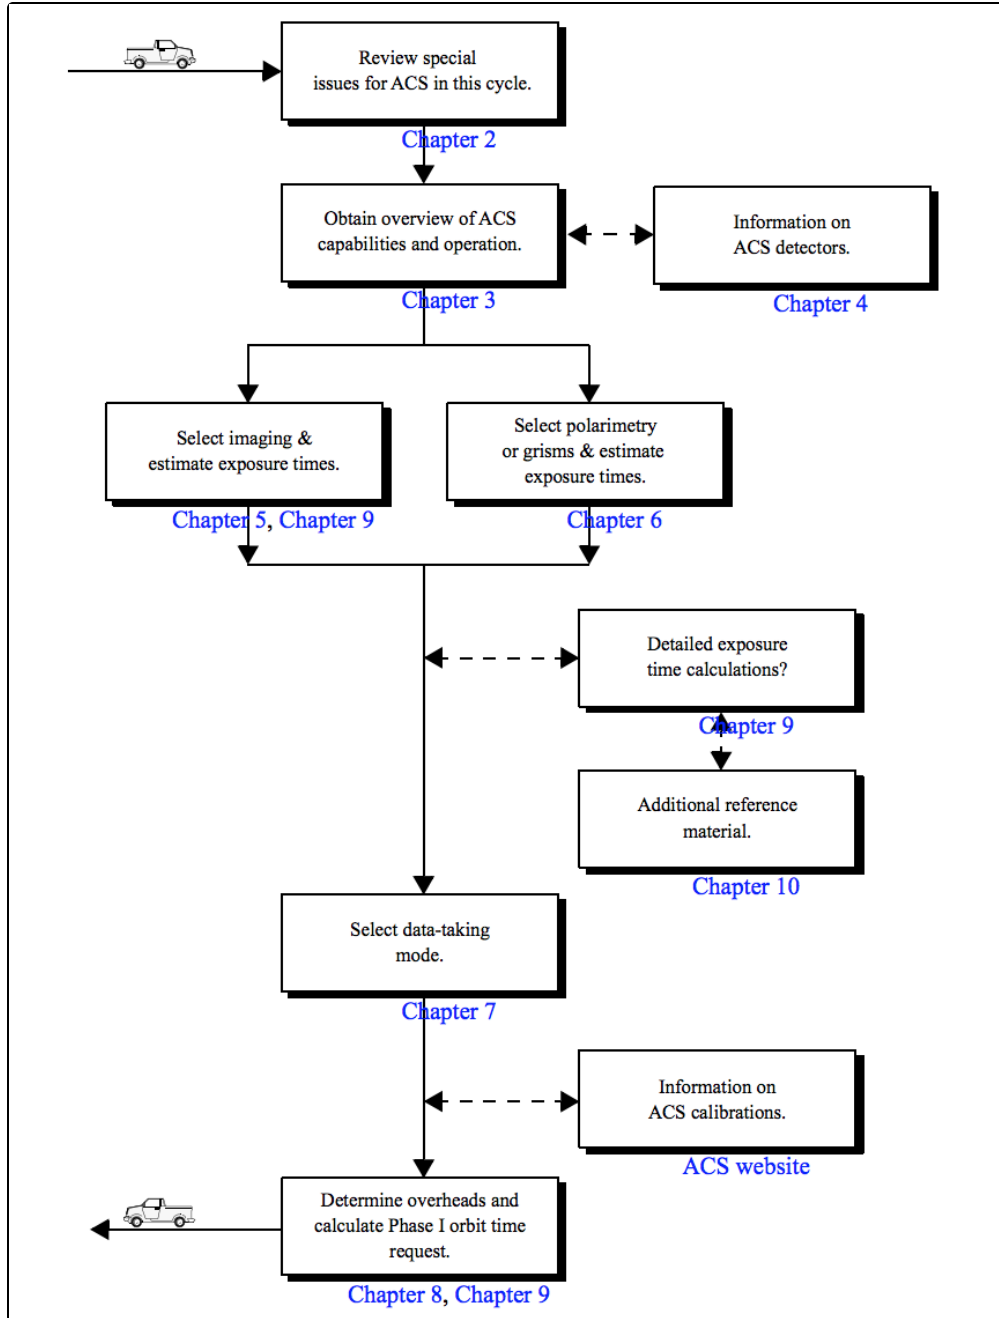 Review special
issues for ACS in this cycle.
Chapter 2
Obtain overview of ACS
capabilities and operation.
Chapter 3
Information on
ACS detectors.
Chapter 4
Select imaging &
estimate exposure times.
Chapter 5, Chapter 9
Select polarimetry
or grisms & estimate
exposure times.
Chapter 6
Detailed exposure
time calculations?
Chapter 9
Additional reference
material.
Chapter 10
Select data-taking
mode.
Chapter 7
Information on
ACS calibrations.
ACS website
Determine overheads and
calculate Phase I orbit time
request.
Chapter 8, Chapter 9